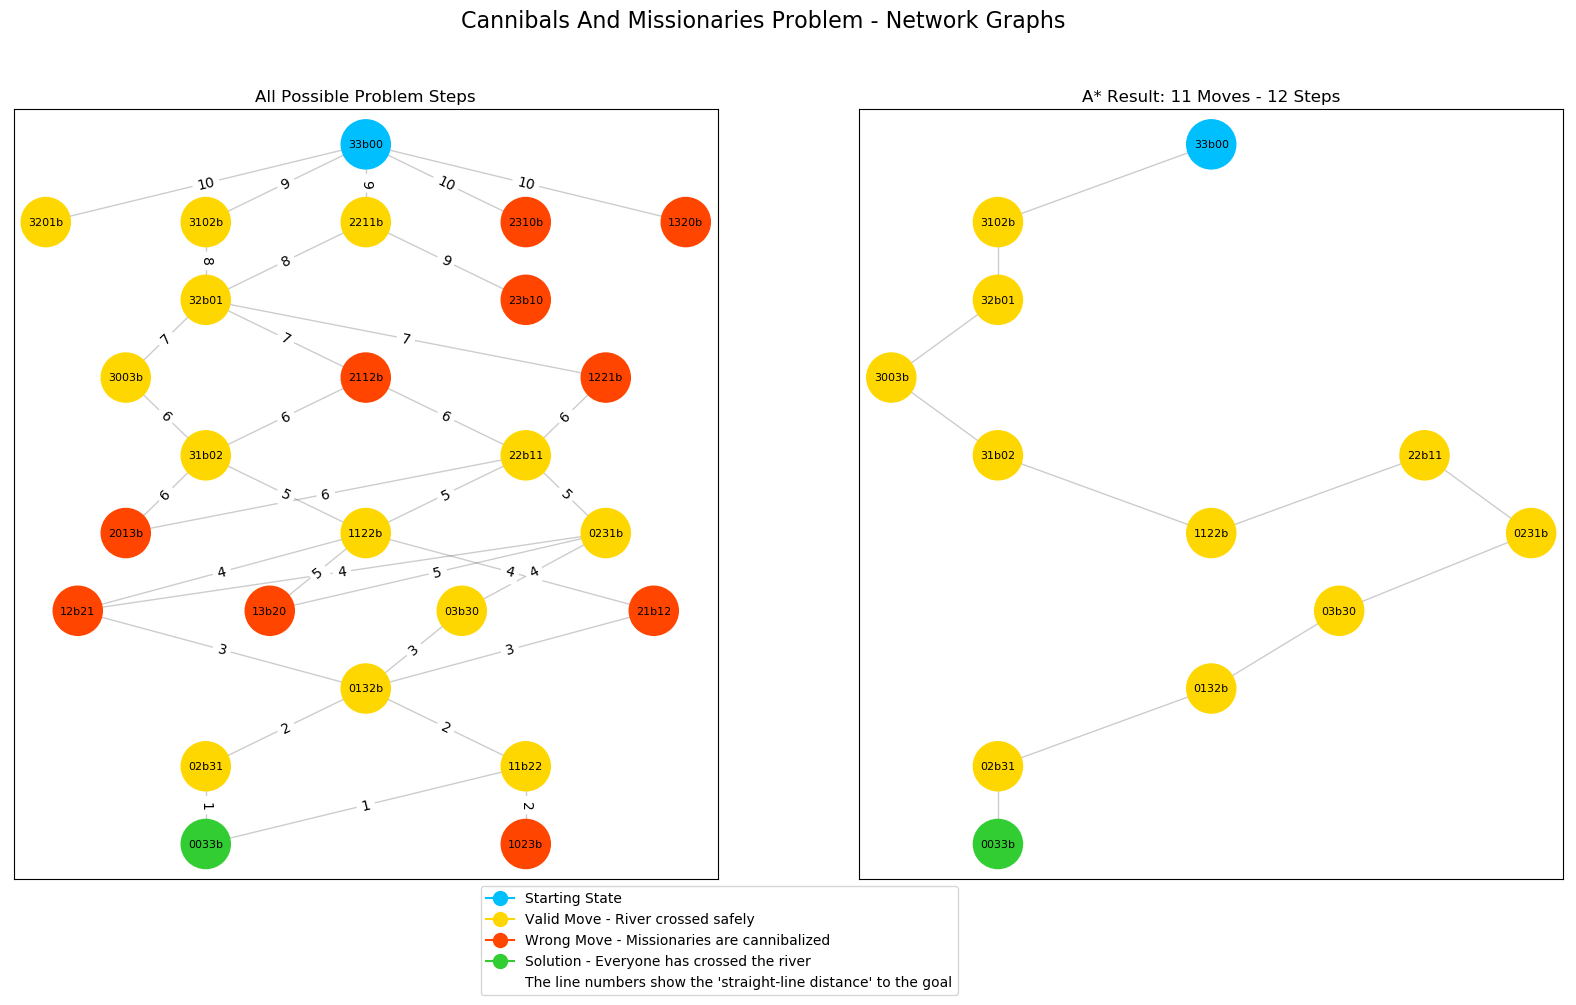 Cannibals And Missionaries Problem - Network Graphs
All Possible Problem Steps
33b00
10 9 9 10 10
3201b 3102b 2211b 2310b 1320b
8 8 9
32b01 23b10
7 7 7
3003b 2112b 1221b
6 6 6 6
31b02 22b11
6 5 6 5 5
2013b 1122b 0231b
4 5 4 5 4 4
12b21 13b20 03b30 21b12
3 3 3
0132b
2 2
02b31 11b22
1 1 2
0033b 1023b
A* Result: 11 Moves - 12 Steps
33b00
3102b
32b01
3003b
31b02 22b11
1122b 0231b
03b30
0132b
02b31
0033b
Starting State
Valid Move - River crossed safely
Wrong Move - Missionaries are cannibalized
Solution - Everyone has crossed the river
The line numbers show the 'straight-line distance' to the goal